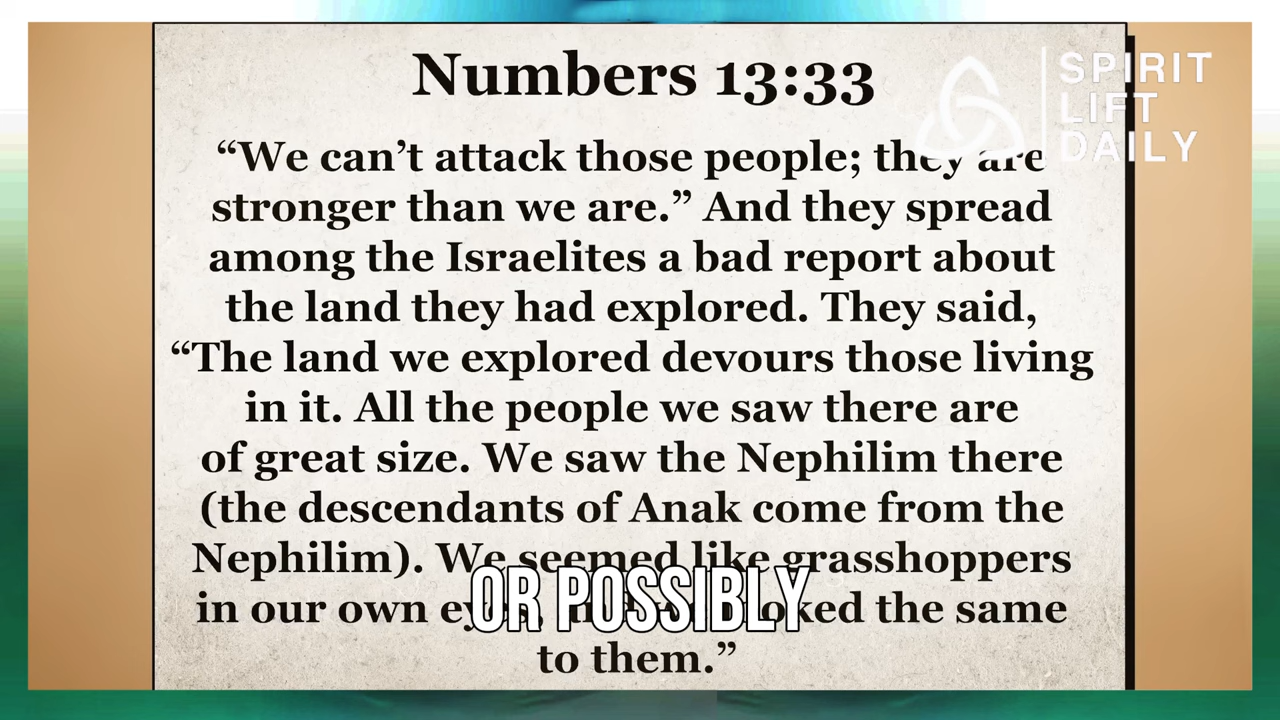 Numbers 13:33
SPIRIT
LIFT
DAILY
“We can’t attack those people; they are
stronger than we are.” And they spread
among the Israelites a bad report about
the land they had explored. They said,
“The land we explored devours those living
in it. All the people we saw there are
of great size. We saw the Nephilim there
(the descendants of Anak come from the
Nephilim). We seemed like grasshoppers
OR POSSIBLY
in our own the same
to them.”